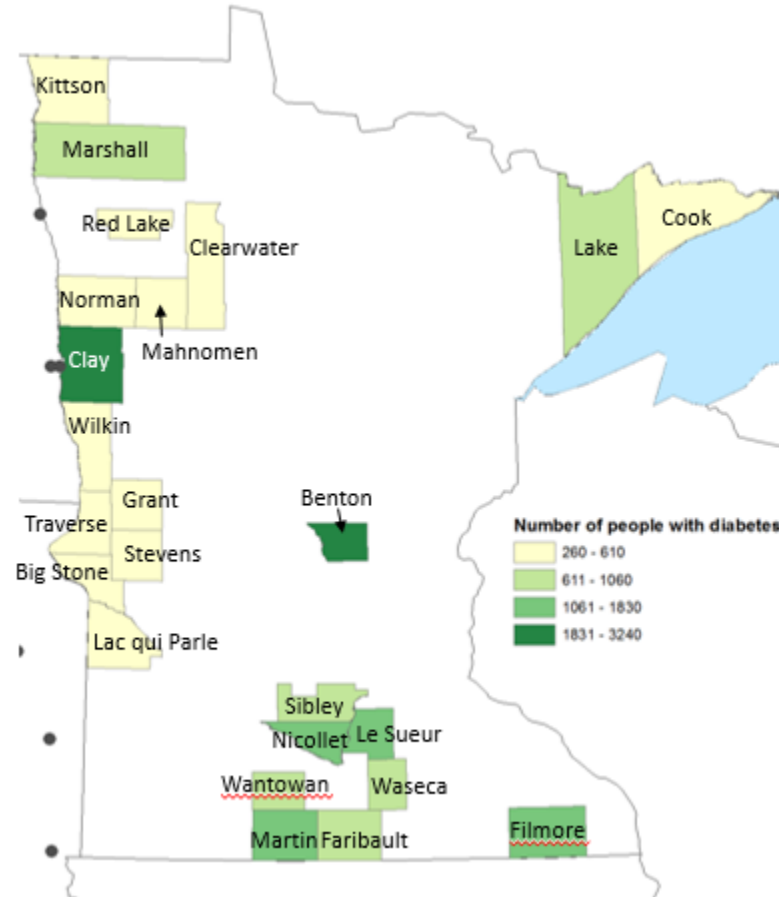 Kittson
Marshall
Red Lake
Clearwater
Cook
Lake
Norman
Mahnomen
Clay
Wilkin
Grant
Benton
Traverse
Stevens
Big Stone
Lac qui Parle
Number of people with diabetes
260 - 610
611 - 1060
1061 - 1830
1831 - 3240
Sibley
Nicollet
Le Sueur
Wantowan
Waseca
Martin
Faribault
Filmore